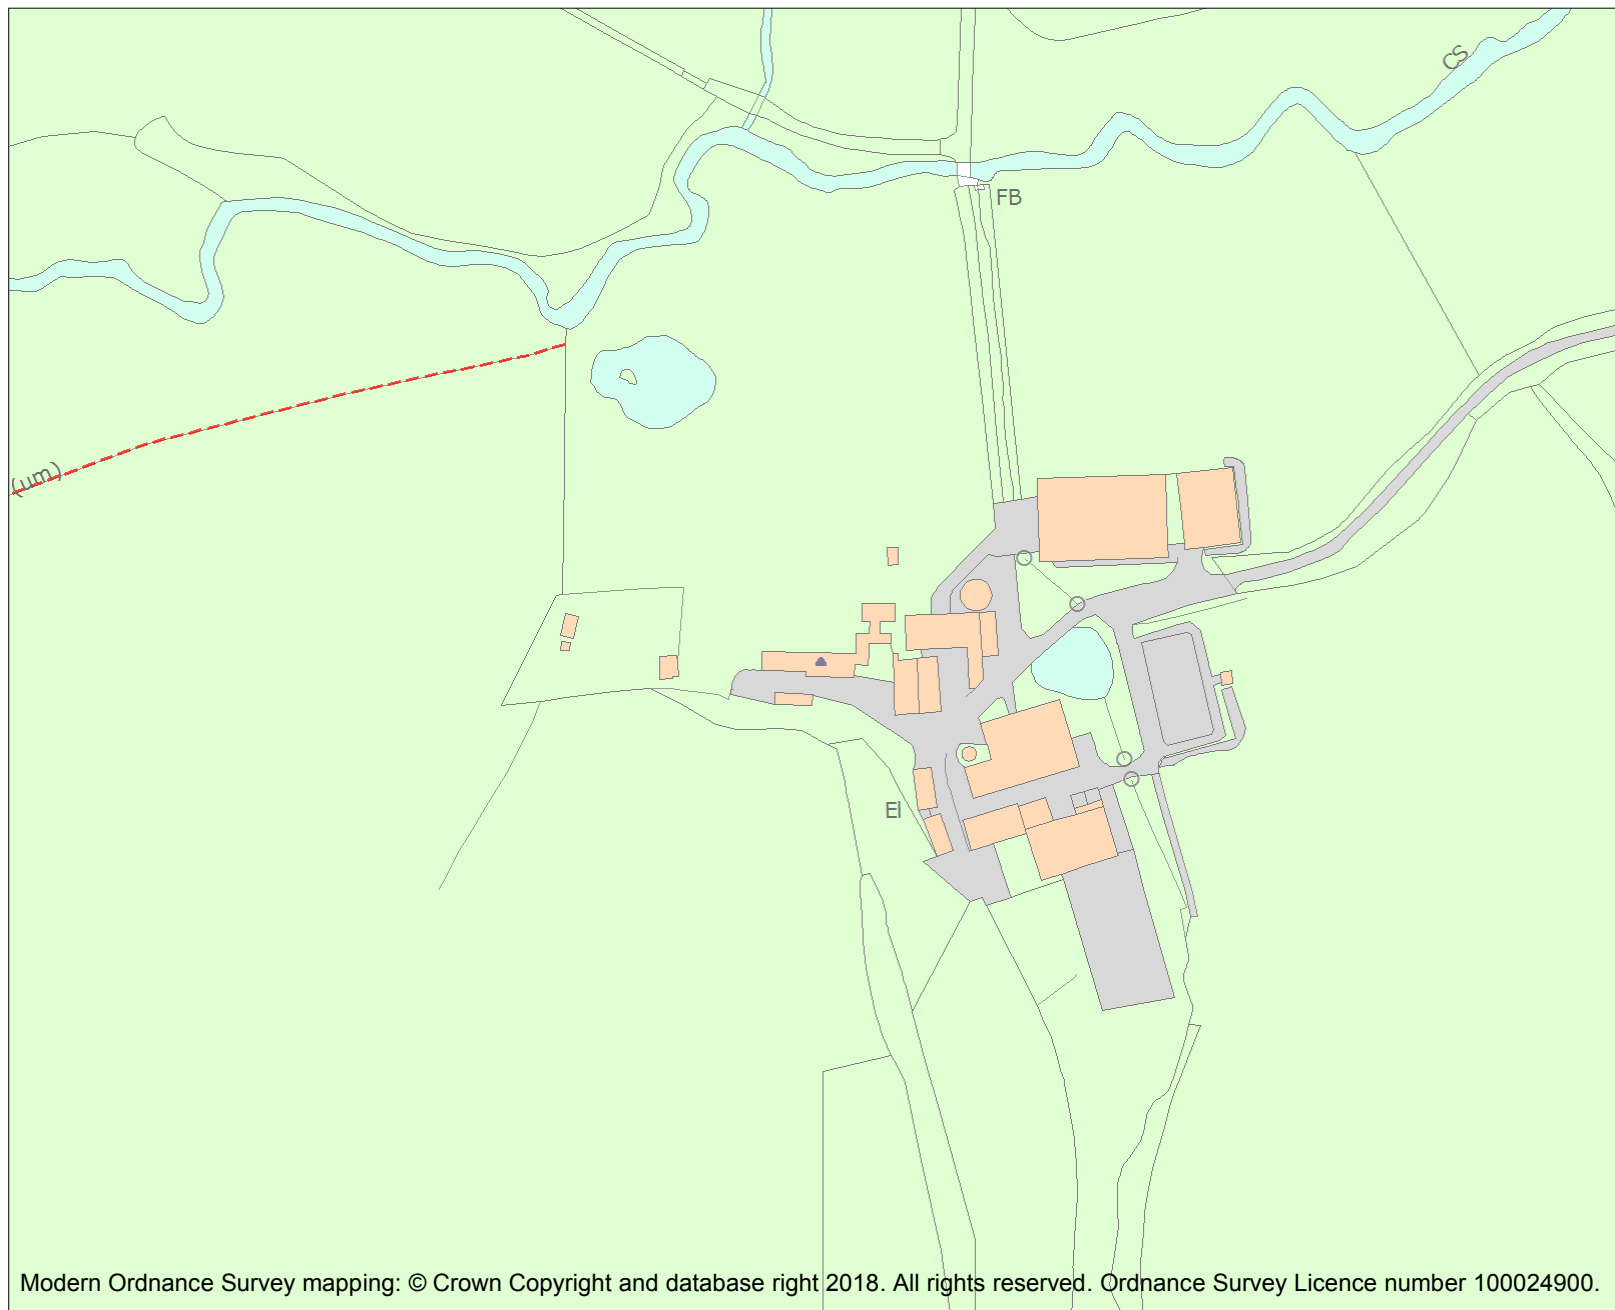 CS
FB
(um)
El
Modern Ordnance Survey mapping: © Crown Copyright and database right 2018. All rights reserved. Ordnance Survey Licence number 100024900.